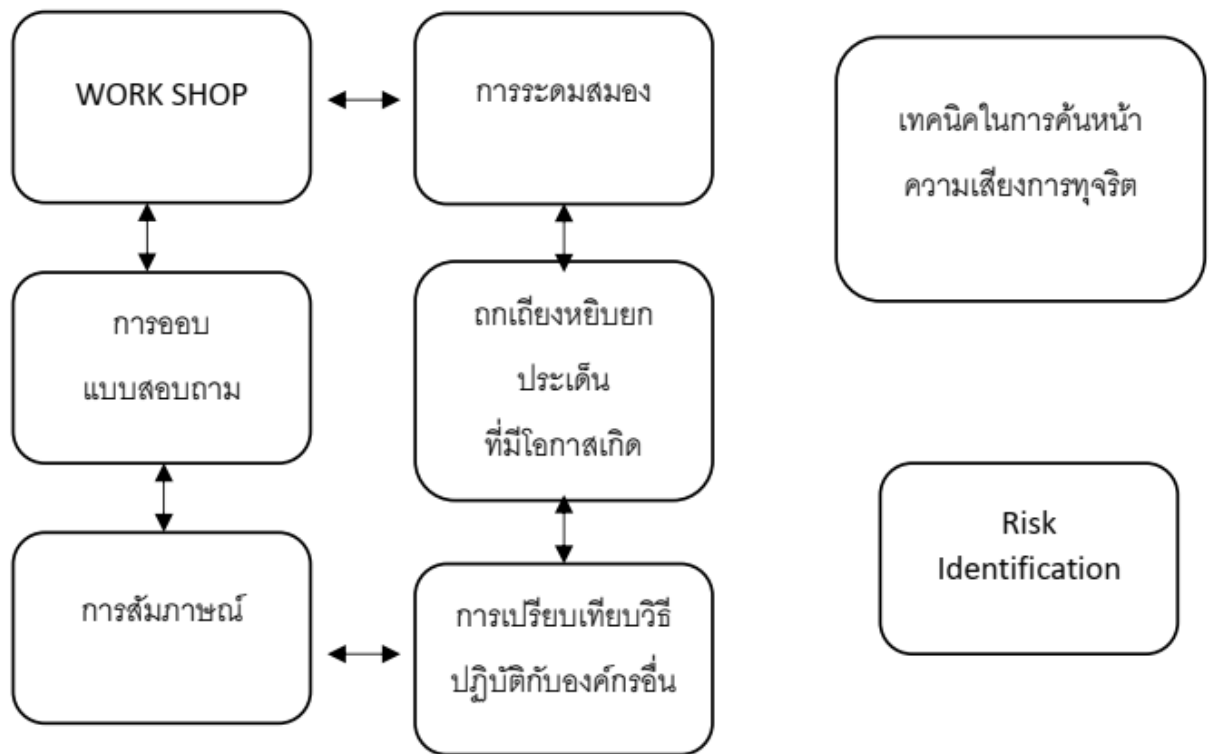 WORK SHOP
การระดมสมอง
เทคนิคในการค้นหน้า
ความเสี่ยงการทุจริต
การออบ
แบบสอบถาม
ถกเถียงหยิบยก
ประเด็น
ที่มีโอกาสเกิด
Risk
Identification
การสัมภาษณ์
การเปรียบเทียบวิธี
ปฏิบัติกับองค์กรอื่น